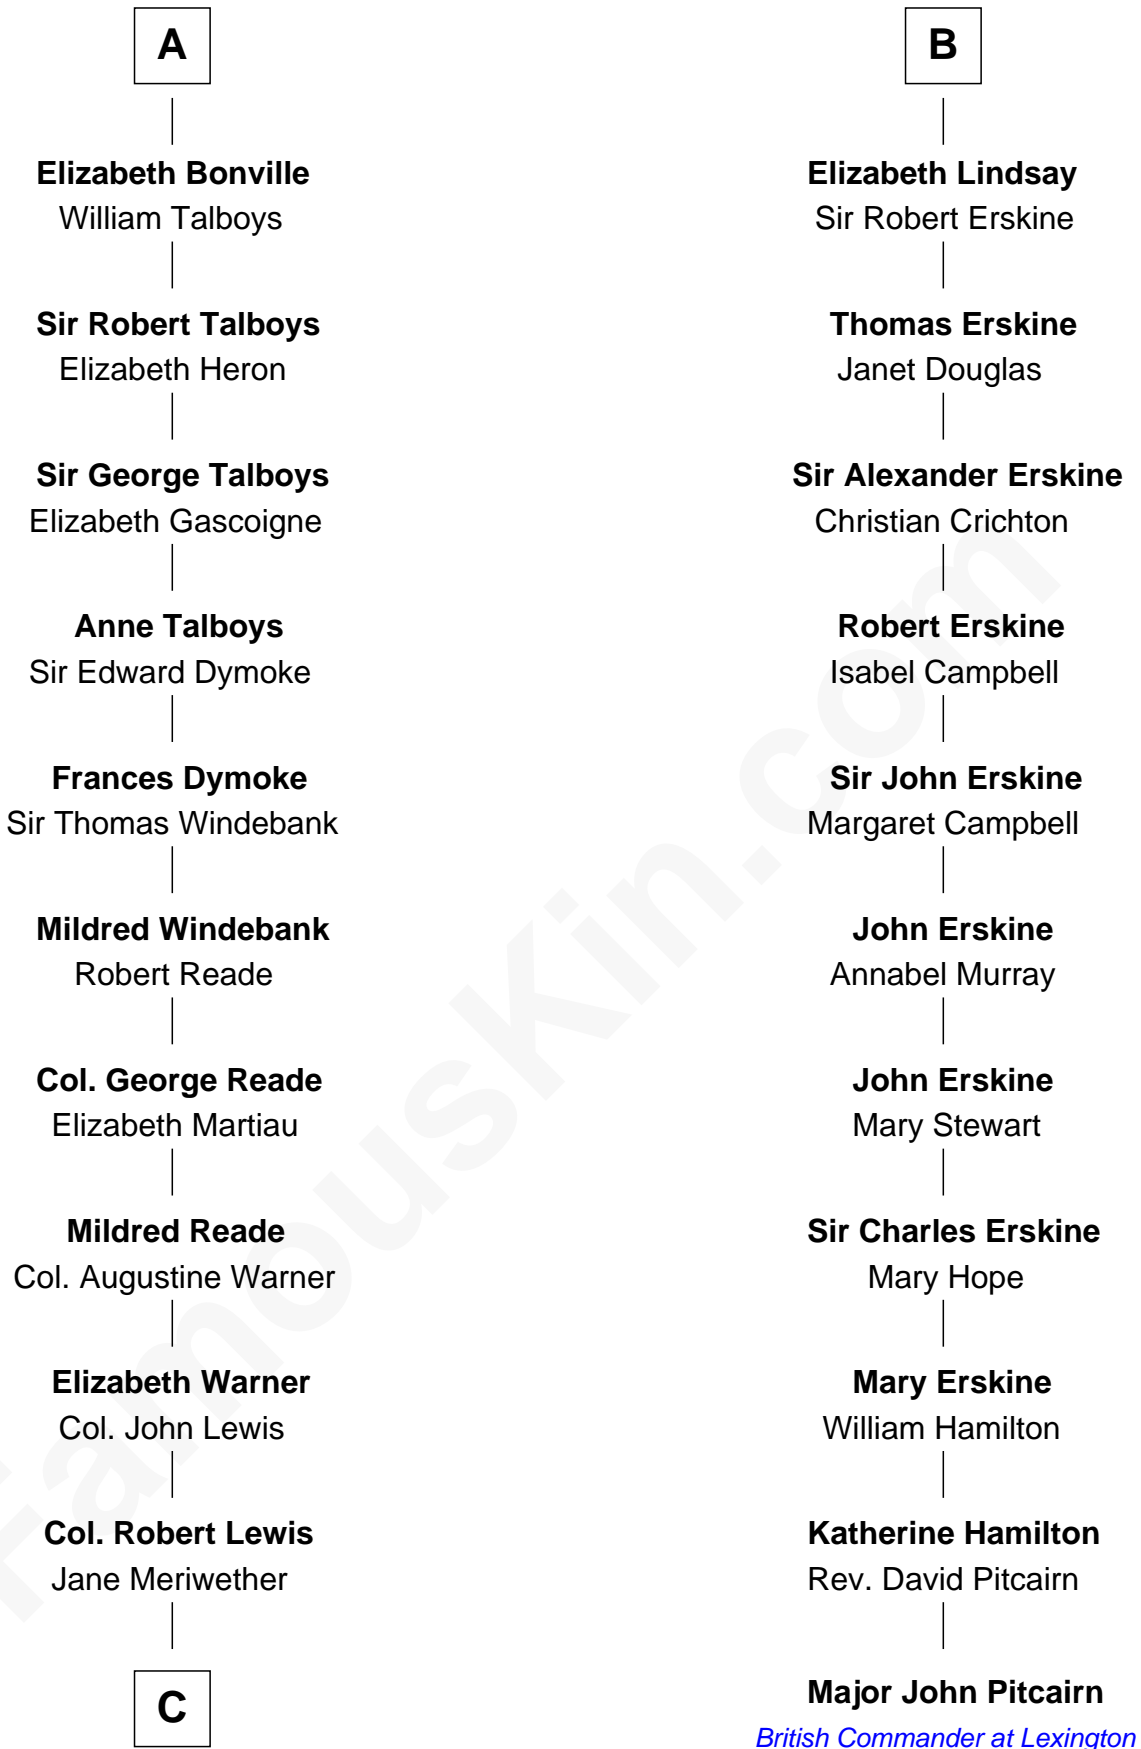 A
Elizabeth Bonville
William Talboys
Sir Robert Talboys
Elizabeth Heron
Sir George Talboys
Elizabeth Gascoigne
Anne Talboys
Sir Edward Dymoke
Frances Dymoke
Sir Thomas Windebank
Mildred Windebank
Robert Reade
Col. George Reade
Elizabeth Martiau
Mildred Reade
Col. Augustine Warner
Elizabeth Warner
Col. John Lewis
Col. Robert Lewis
Jane Meriwether
C
B
Elizabeth Lindsay
Sir Robert Erskine
Thomas Erskine
Janet Douglas
Sir Alexander Erskine
Christian Crichton
Robert Erskine
Isabel Campbell
Sir John Erskine
Margaret Campbell
John Erskine
Annabel Murray
John Erskine
Mary Stewart
Sir Charles Erskine
Mary Hope
Mary Erskine
William Hamilton
Katherine Hamilton
Rev. David Pitcairn
Major John Pitcairn
British Commander at Lexington
FamousKin.com